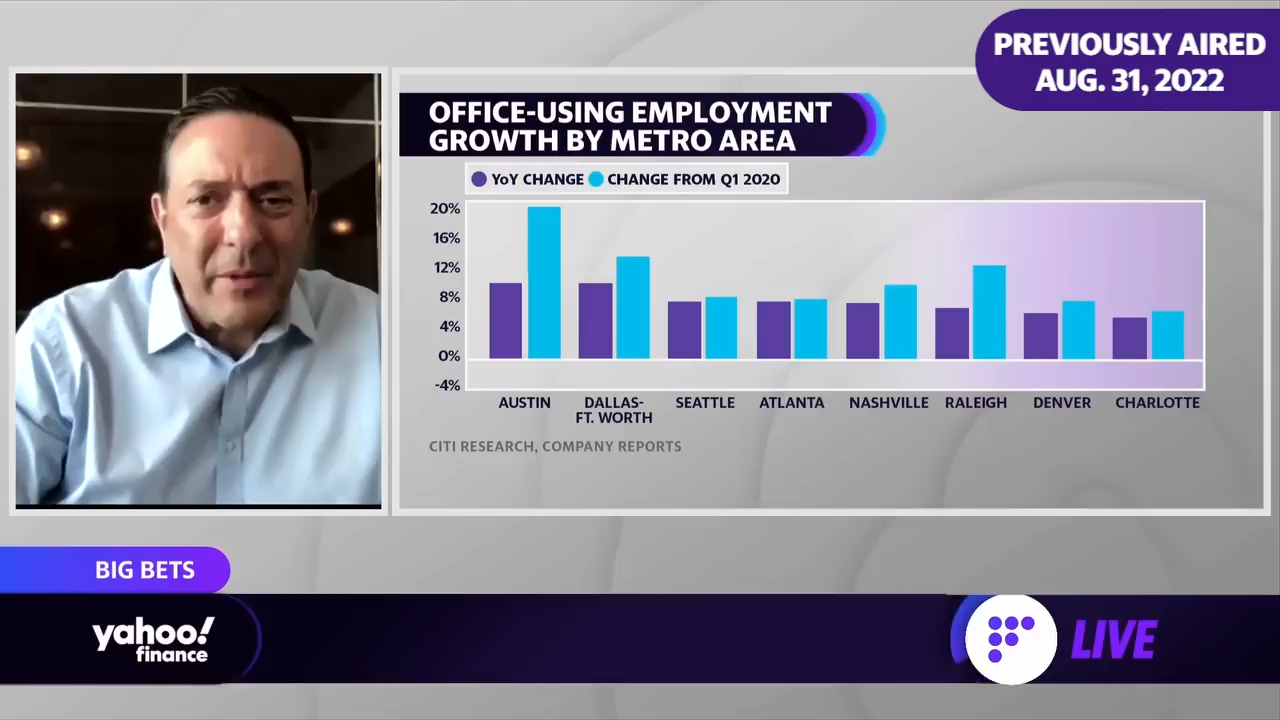 PREVIOUSLY AIRED
AUG. 31, 2022
OFFICE-USING EMPLOYMENT
GROWTH BY METRO AREA
YoY CHANGE CHANGE FROM Q1 2020
20%
16%
12%
8%
4%
0%
-4%
AUSTIN DALLAS- SEATTLE ATLANTA NASHVILLE RALEIGH DENVER CHARLOTTE
FT. WORTH
CITI RESEARCH, COMPANY REPORTS
BIG BETS
yahoo!
finance
LIVE